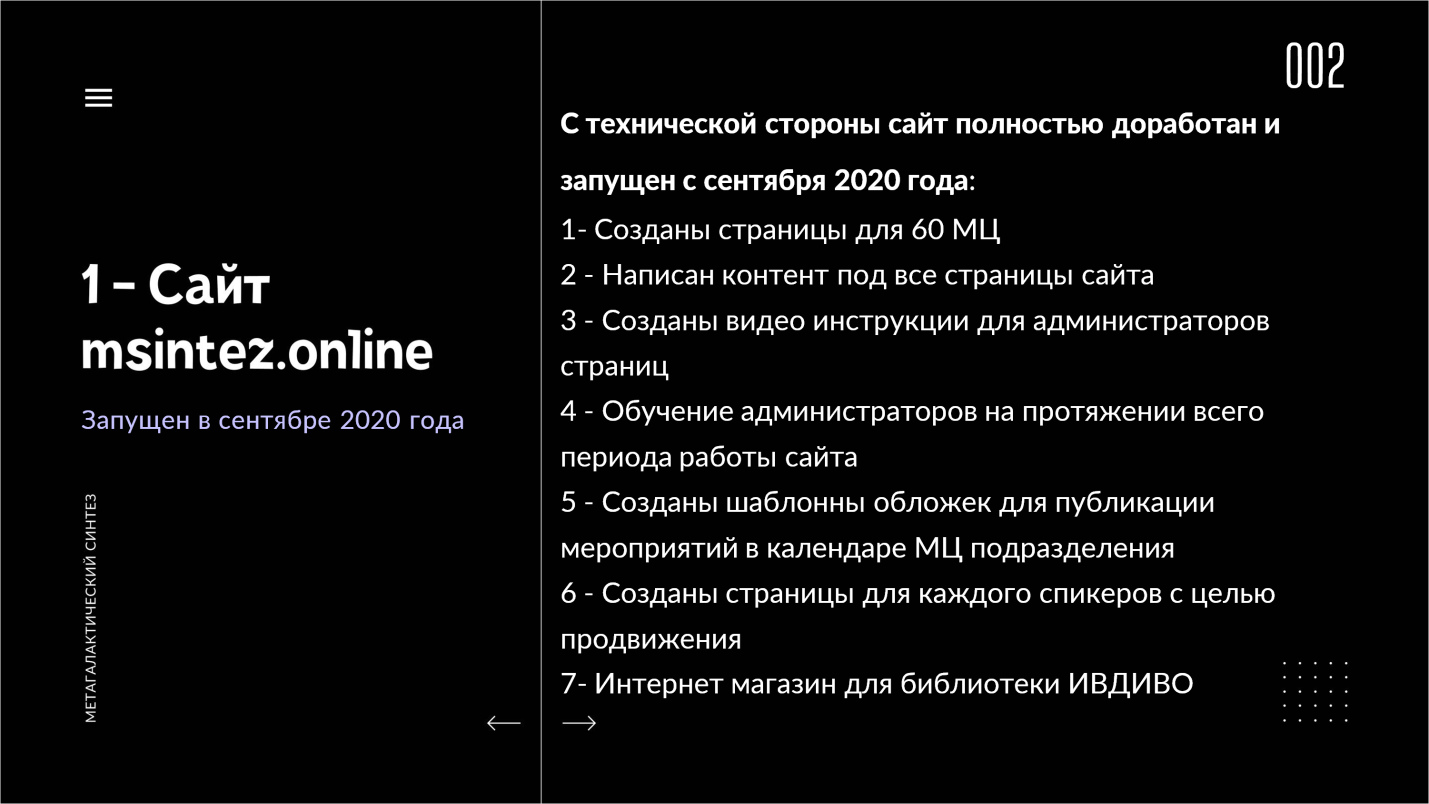 002
1 – Сайт
msintez.online
Запущен в сентябре 2020 года
МЕТАГАЛАКТИЧЕСКИЙ СИНТЕЗ
С технической стороны сайт полностью доработан и
запущен с сентября 2020 года:
1- Созданы страницы для 60 МЦ
2 - Написан контент под все страницы сайта
3 - Созданы видео инструкции для администраторов
страниц
4 - Обучение администраторов на протяжении всего
периода работы сайта
5 - Созданы шаблонны обложек для публикации
мероприятий в календаре МЦ подразделения
6 - Созданы страницы для каждого спикеров с целью
продвижения
7- Интернет магазин для библиотеки ИВДИВО